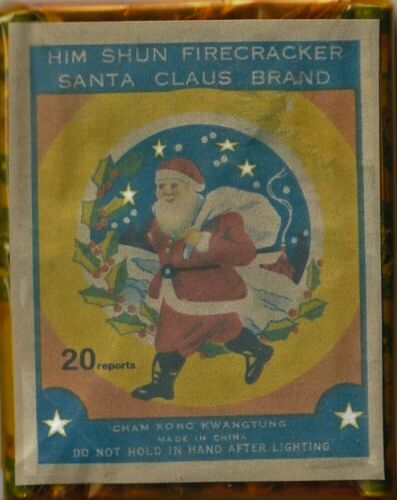 HIM SHUN FIRECRACKER
SANTA CLAUS BRAND
20 reports
CHAM KONG KWANGTUNG
MADE IN CHINA
DO NOT HOLD IN HAND AFTER LIGHTING